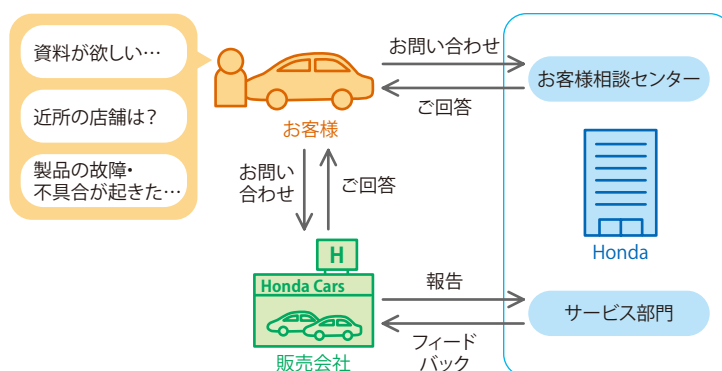 資料が欲しい…
近所の店舗は？
製品の故障・
不具合が起きた…
お客様
お問い合わせ
ご回答
お客様相談センター
お問い
合わせ
ご回答
Honda
H
Honda Cars
販売会社
報告
フィード
バック
サービス部門